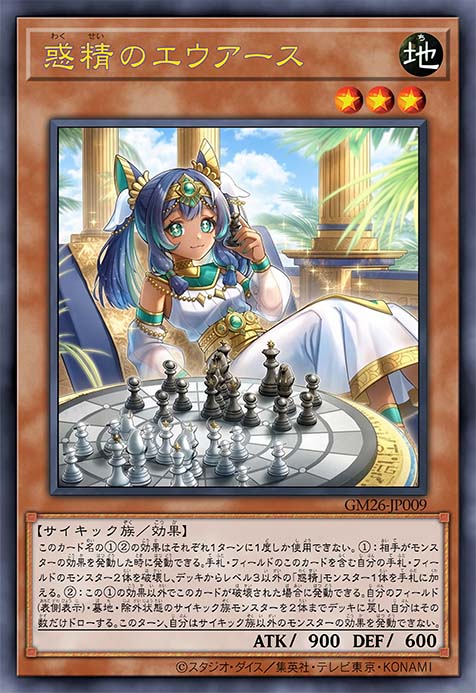 わく せい
惑精のエウアース
ち
地
GM26-JP009
【サイキック族／効果】
このカード名の①②の効果はそれぞれ1ターンに1度しか使用できない。①：相手がモンス
ターの効果を発動した時に発動できる。手札・フィールドのこのカードを含む自分の手札・フィ
ールドのモンスター2体を破壊し、デッキからレベル3以外の「惑精」モンスター1体を手札に加
える。②：この①の効果以外でこのカードが破壊された場合に発動できる。自分のフィールド
(表側表示)・墓地・除外状態のサイキック族モンスターを2体までデッキに戻し、自分はその
数だけドローする。このターン、自分はサイキック族以外のモンスターの効果を発動できない。
ATK/ 900 DEF/ 600
©スタジオ・ダイス／集英社・テレビ東京・KONAMI